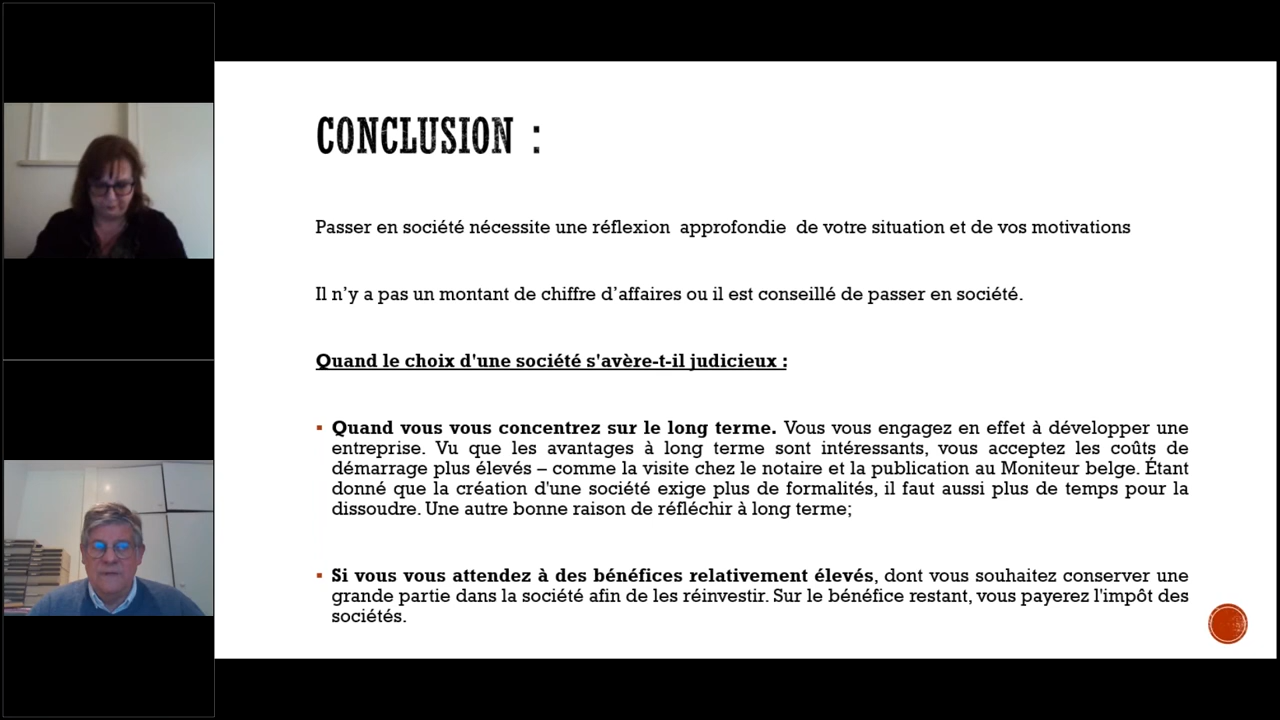 CONCLUSION :
Passer en société nécessite une réflexion approfondie de votre situation et de vos motivations
Il n’y a pas un montant de chiffre d’affaires ou il est conseillé de passer en société.
Quand le choix d'une société s'avère-t-il judicieux :
▪ Quand vous vous concentrez sur le long terme. Vous vous engagez en effet à développer une
entreprise. Vu que les avantages à long terme sont intéressants, vous acceptez les coûts de
démarrage plus élevés – comme la visite chez le notaire et la publication au Moniteur belge. Étant
donné que la création d'une société exige plus de formalités, il faut aussi plus de temps pour la
dissoudre. Une autre bonne raison de réfléchir à long terme;
▪ Si vous vous attendez à des bénéfices relativement élevés, dont vous souhaitez conserver une
grande partie dans la société afin de les réinvestir. Sur le bénéfice restant, vous payerez l'impôt des
sociétés.